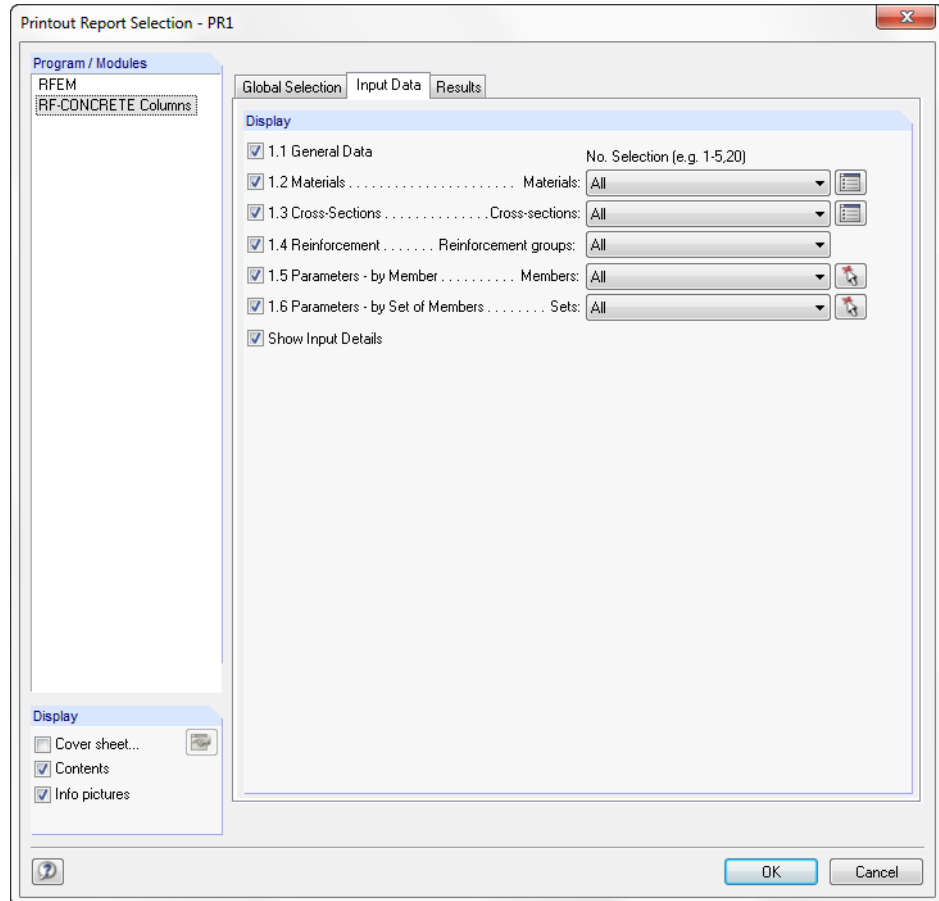 Printout Report Selection - PR1
Program / Modules
RFEM
RF-CONCRETE Columns
Global Selection Input Data Results
Display
1.1 General Data
No. Selection (e.g. 1-5,20)
1.2 Materials . . . . . . . . . . . . . . . . . . . . . . Materials: All
1.3 Cross-Sections . . . . . . . . . . . . . . Cross-sections: All
1.4 Reinforcement . . . . . . . Reinforcement groups: All
1.5 Parameters - by Member . . . . . . . . . . Members: All
1.6 Parameters - by Set of Members . . . . . . . . Sets: All
Show Input Details
Display
Cover sheet...
Contents
Info pictures
OK Cancel